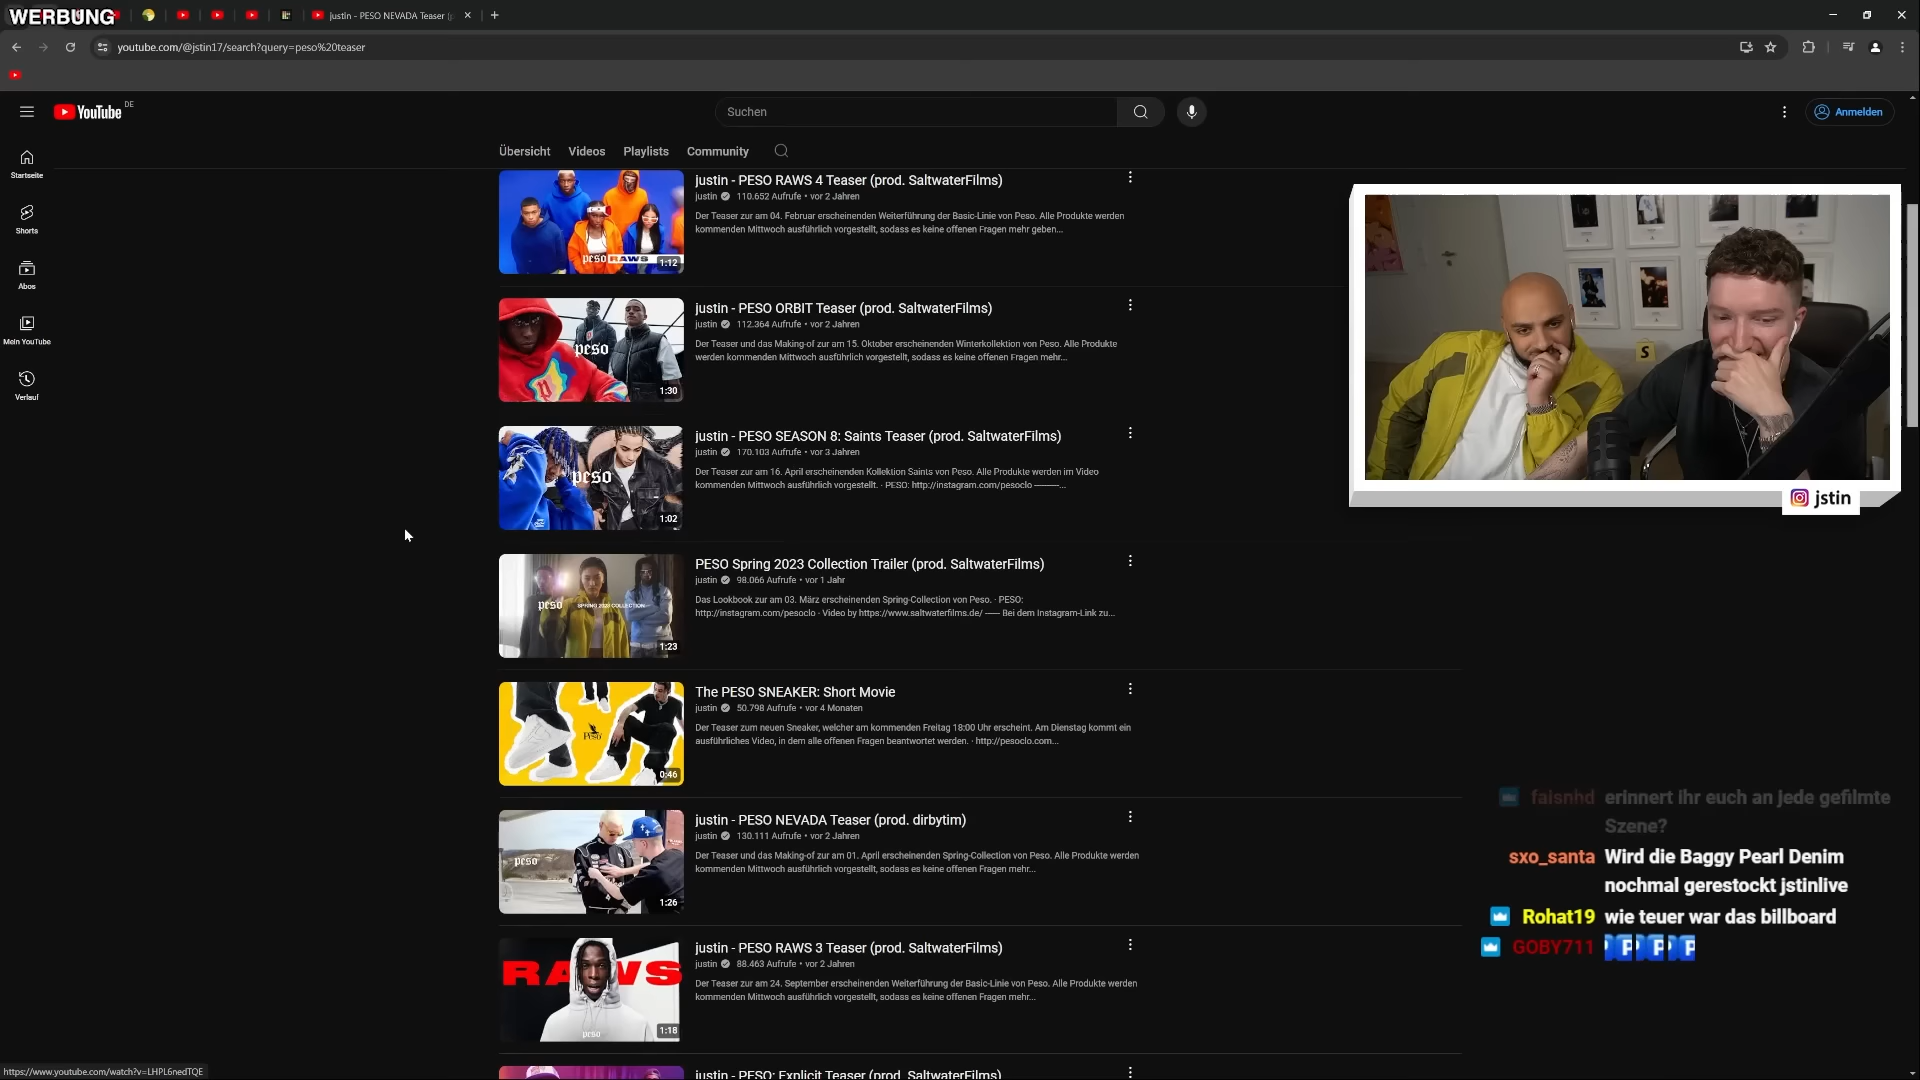 WERBUNG
justin - PESO NEVADA Teaser (
youtube.com/@jstin17/search?query=peso%20teaser
YouTube DE
Suchen
Anmelden
Startseite
Shorts
Abos
Mein YouTube
Verlauf
Übersicht Videos Playlists Community
justin - PESO RAWS 4 Teaser (prod. SaltwaterFilms)
justin 110.652 Aufrufe • vor 2 Jahren
Der Teaser zur am 04. Februar erscheinenden Weiterführung der Basic-Linie von Peso. Alle Produkte werden
kommenden Mittwoch ausführlich vorgestellt, sodass es keine offenen Fragen mehr geben...
peso RAWS
1:12
justin - PESO ORBIT Teaser (prod. SaltwaterFilms)
justin 112.364 Aufrufe • vor 2 Jahren
Der Teaser und das Making-of zur am 15. Oktober erscheinenden Winterkollektion von Peso. Alle Produkte
werden kommenden Mittwoch ausführlich vorgestellt, sodass es keine offenen Fragen mehr...
peso
1:30
justin - PESO SEASON 8: Saints Teaser (prod. SaltwaterFilms)
justin 170.103 Aufrufe • vor 3 Jahren
Der Teaser zur am 16. April erscheinenden Kollektion Saints von Peso. Alle Produkte werden im Video
kommenden Mittwoch ausführlich vorgestellt. · PESO: http://instagram.com/pesoclo ———...
peso
1:02
PESO Spring 2023 Collection Trailer (prod. SaltwaterFilms)
justin 98.066 Aufrufe • vor 1 Jahr
Das Lookbook zur am 03. März erscheinenden Spring-Collection von Peso. · PESO:
http://instagram.com/pesoclo · Video by https://www.saltwaterfilms.de/ —— Bei dem Instagram-Link zu...
peso SPRING 2023 COLLECTION
1:23
The PESO SNEAKER: Short Movie
justin 50.798 Aufrufe • vor 4 Monaten
Der Teaser zum neuen Sneaker, welcher am kommenden Freitag 18:00 Uhr erscheint. Am Dienstag kommt ein
ausführliches Video, in dem alle offenen Fragen beantwortet werden. · http://pesoclo.com...
Peso
0:46
justin - PESO NEVADA Teaser (prod. dirbytim)
justin 130.111 Aufrufe • vor 2 Jahren
Der Teaser und das Making-of zur am 01. April erscheinenden Spring-Collection von Peso. Alle Produkte
werden kommenden Mittwoch ausführlich vorgestellt, sodass es keine offenen Fragen mehr...
peso
1:26
justin - PESO RAWS 3 Teaser (prod. SaltwaterFilms)
justin 88.463 Aufrufe • vor 2 Jahren
Der Teaser zur am 24. September erscheinenden Weiterführung der Basic-Linie von Peso. Alle Produkte werden
kommenden Mittwoch ausführlich vorgestellt, sodass es keine offenen Fragen mehr...
RAWS
peso
1:18
justin - PESO: Explicit Teaser (prod. SaltwaterFilms)
S
jstin
faisnhd erinnert ihr euch an jede gefilmte
Szene?
sxo_santa Wird die Baggy Pearl Denim
nochmal gerestockt jstinlive
Rohat19 wie teuer war das billboard
GOBY711 P P P
https://www.youtube.com/watch?v=LHPL6nedTQE